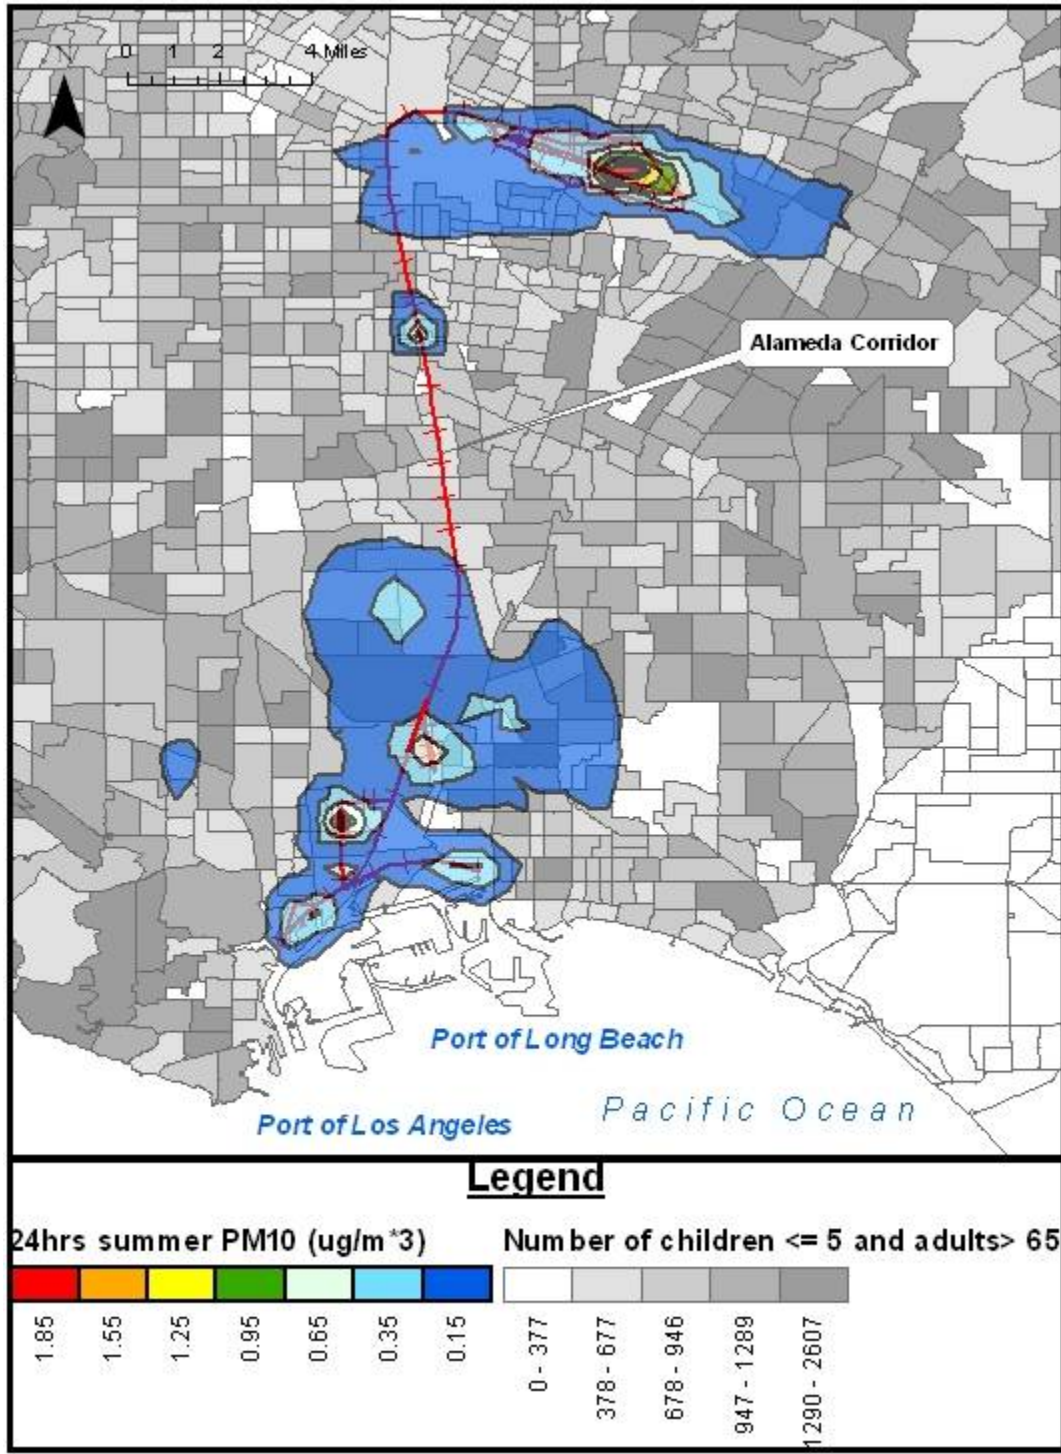 0 1 2 4 Miles
Alameda Corridor
Port of Long Beach
Pacific Ocean
Port of Los Angeles
Legend
24hrs summer PM10 (ug/m*3)
Number of children <= 5 and adults> 65
1.85
1.55
1.25
0.95
0.65
0.35
0.15
0 - 377
378 - 677
678 - 946
947 - 1289
1290 - 2607